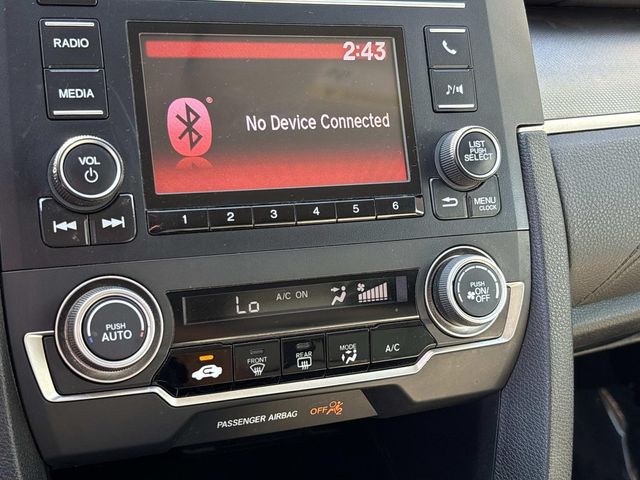 RADIO
MEDIA
2:43
No Device Connected
VOL
LIST
PUSH
SELECT
MENU
CLOCK
1 2 3 4 5 6
PUSH
AUTO
Lo A/C ON
PUSH
ON/
OFF
FRONT REAR MODE A/C
PASSENGER AIRBAG OFF 2